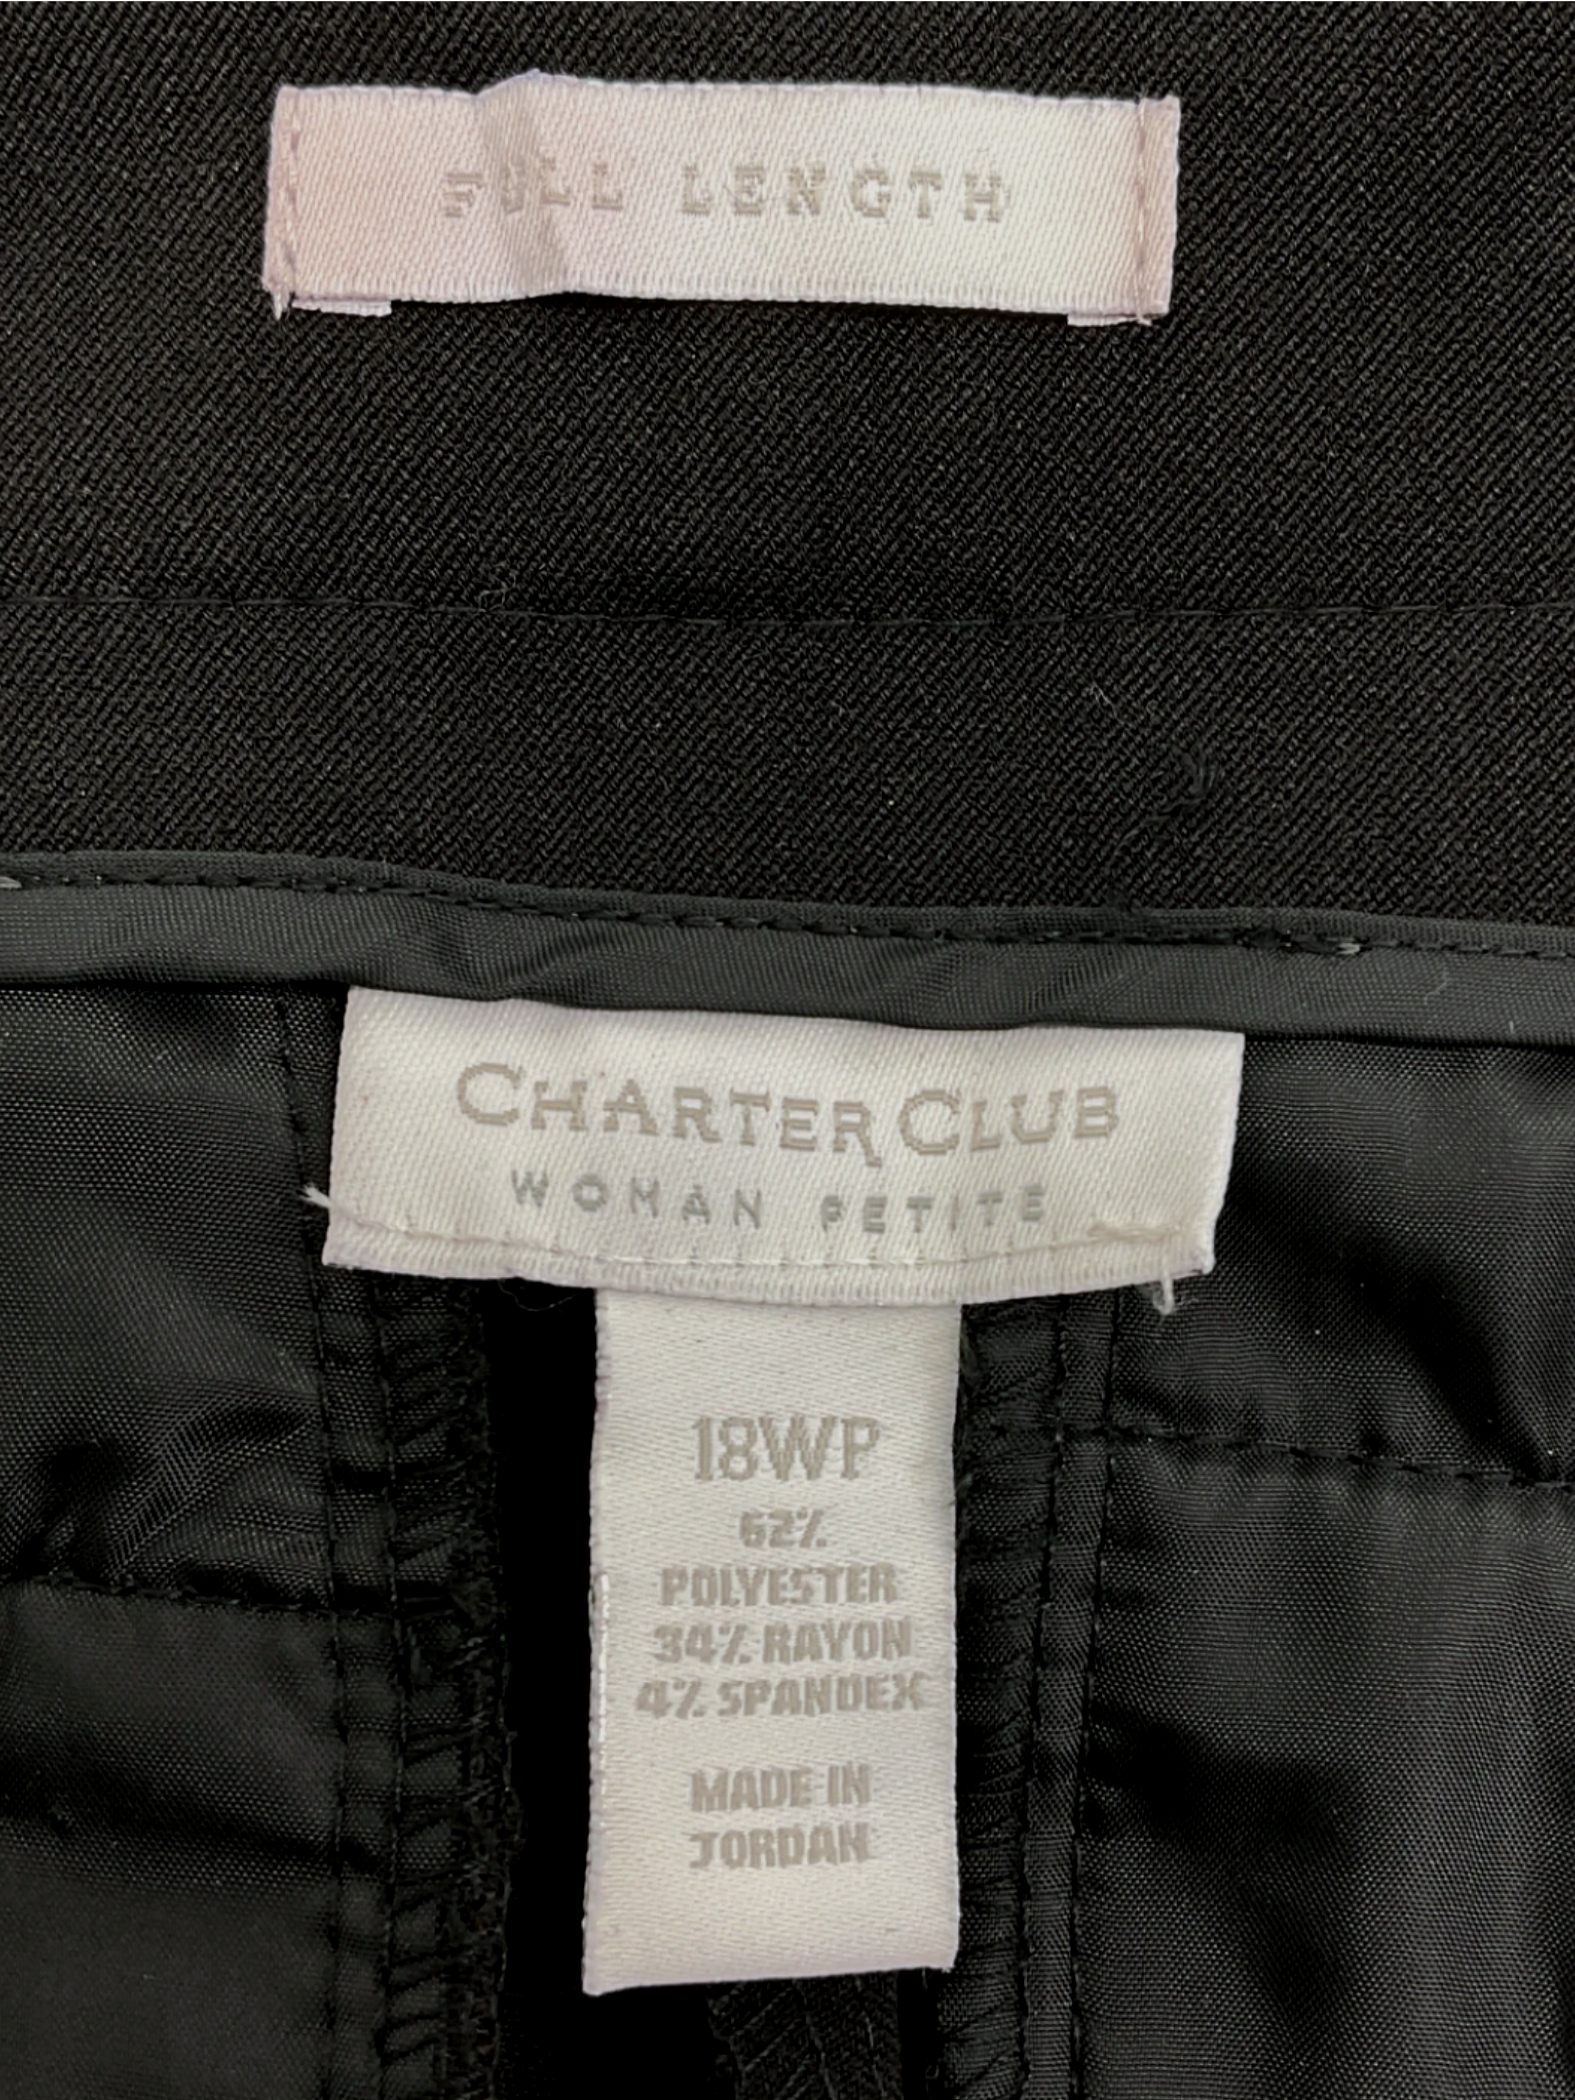 FULL LENGTH
CHARTER CLUB
WOMAN PETITE
18WP
62%
POLYESTER
34% RAYON
4% SPANDEX
MADE IN
JORDAN